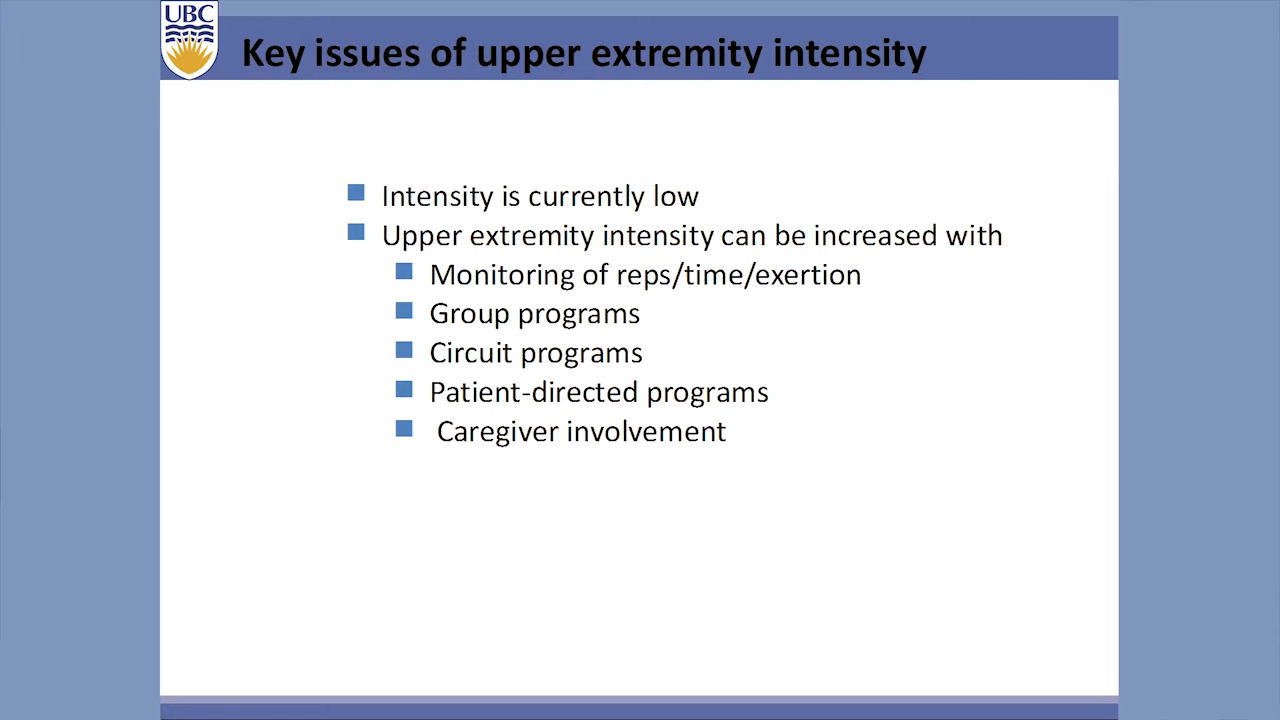 UBC
Key issues of upper extremity intensity
Intensity is currently low
Upper extremity intensity can be increased with
Monitoring of reps/time/exertion
Group programs
Circuit programs
Patient-directed programs
Caregiver involvement